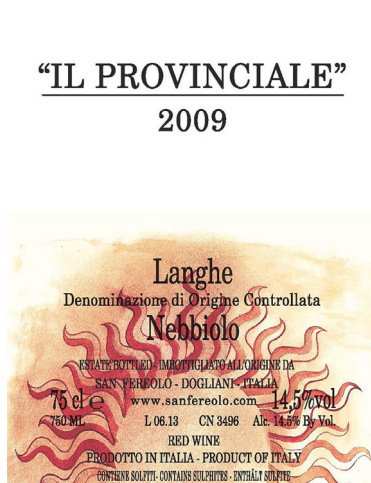 “IL PROVINCIALE”
2009
Langhe
Denominazione di Origine Controllata
Nebbiolo
ESTATE BOTTLED - IMBOTTIGLIATO ALL'ORIGINE DA
SAN FEREOLO - DOGLIANI - ITALIA
75 cl e www.sanfereolo.com 14,5%vol
750 ML L 06.13 CN 3496 Alc. 14.5% By Vol.
RED WINE
PRODOTTO IN ITALIA - PRODUCT OF ITALY
CONTIENE SOLFITI- CONTAINS SULPHITES - ENTHÄLT SULFITE